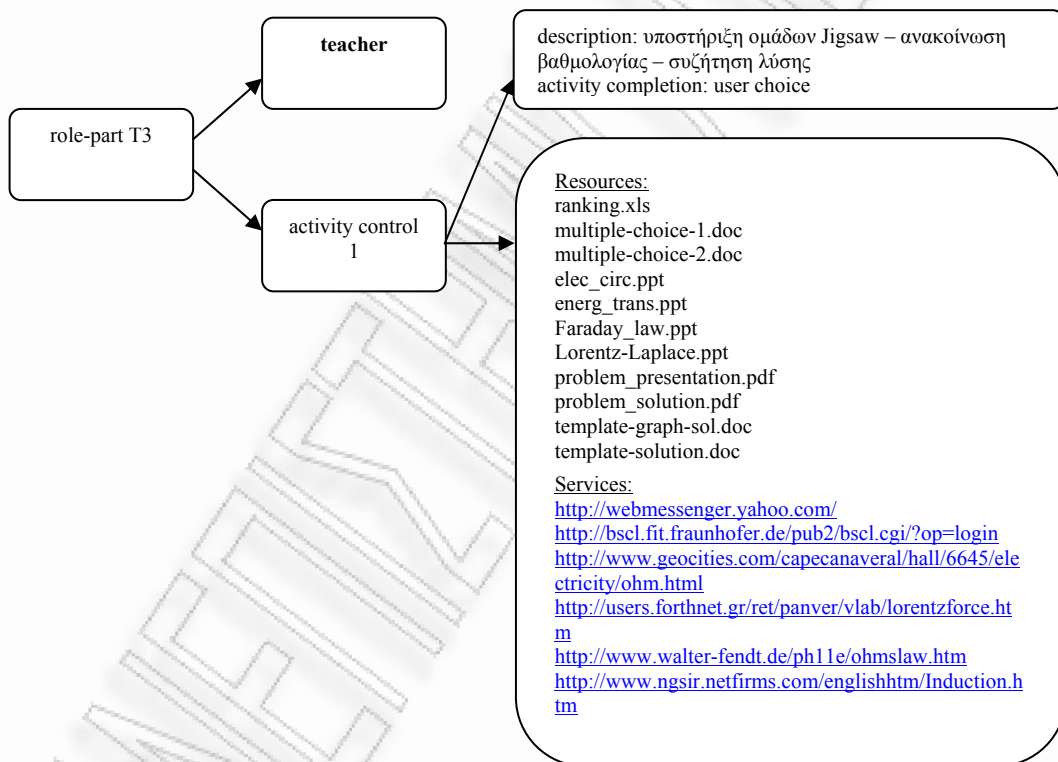 teacher
description: υποστήριξη ομάδων Jigsaw – ανακοίνωση
βαθμολογίας – συζήτηση λύσης
activity completion: user choice
role-part T3
activity control
1
Resources:
ranking.xls
multiple-choice-1.doc
multiple-choice-2.doc
elec_circ.ppt
energ_trans.ppt
Faraday_law.ppt
Lorentz-Laplace.ppt
problem_presentation.pdf
problem_solution.pdf
template-graph-sol.doc
template-solution.doc
Services:
http://webmessenger.yahoo.com/
http://bscl.fit.fraunhofer.de/pub2/bscl.cgi/?op=login
http://www.geocities.com/capecanaveral/hall/6645/ele
ctricity/ohm.html
http://users.forthnet.gr/ret/panver/vlab/lorentzforce.ht
m
http://www.walter-fendt.de/ph11e/ohmslaw.htm
http://www.ngsir.netfirms.com/englishhtm/Induction.h
tm